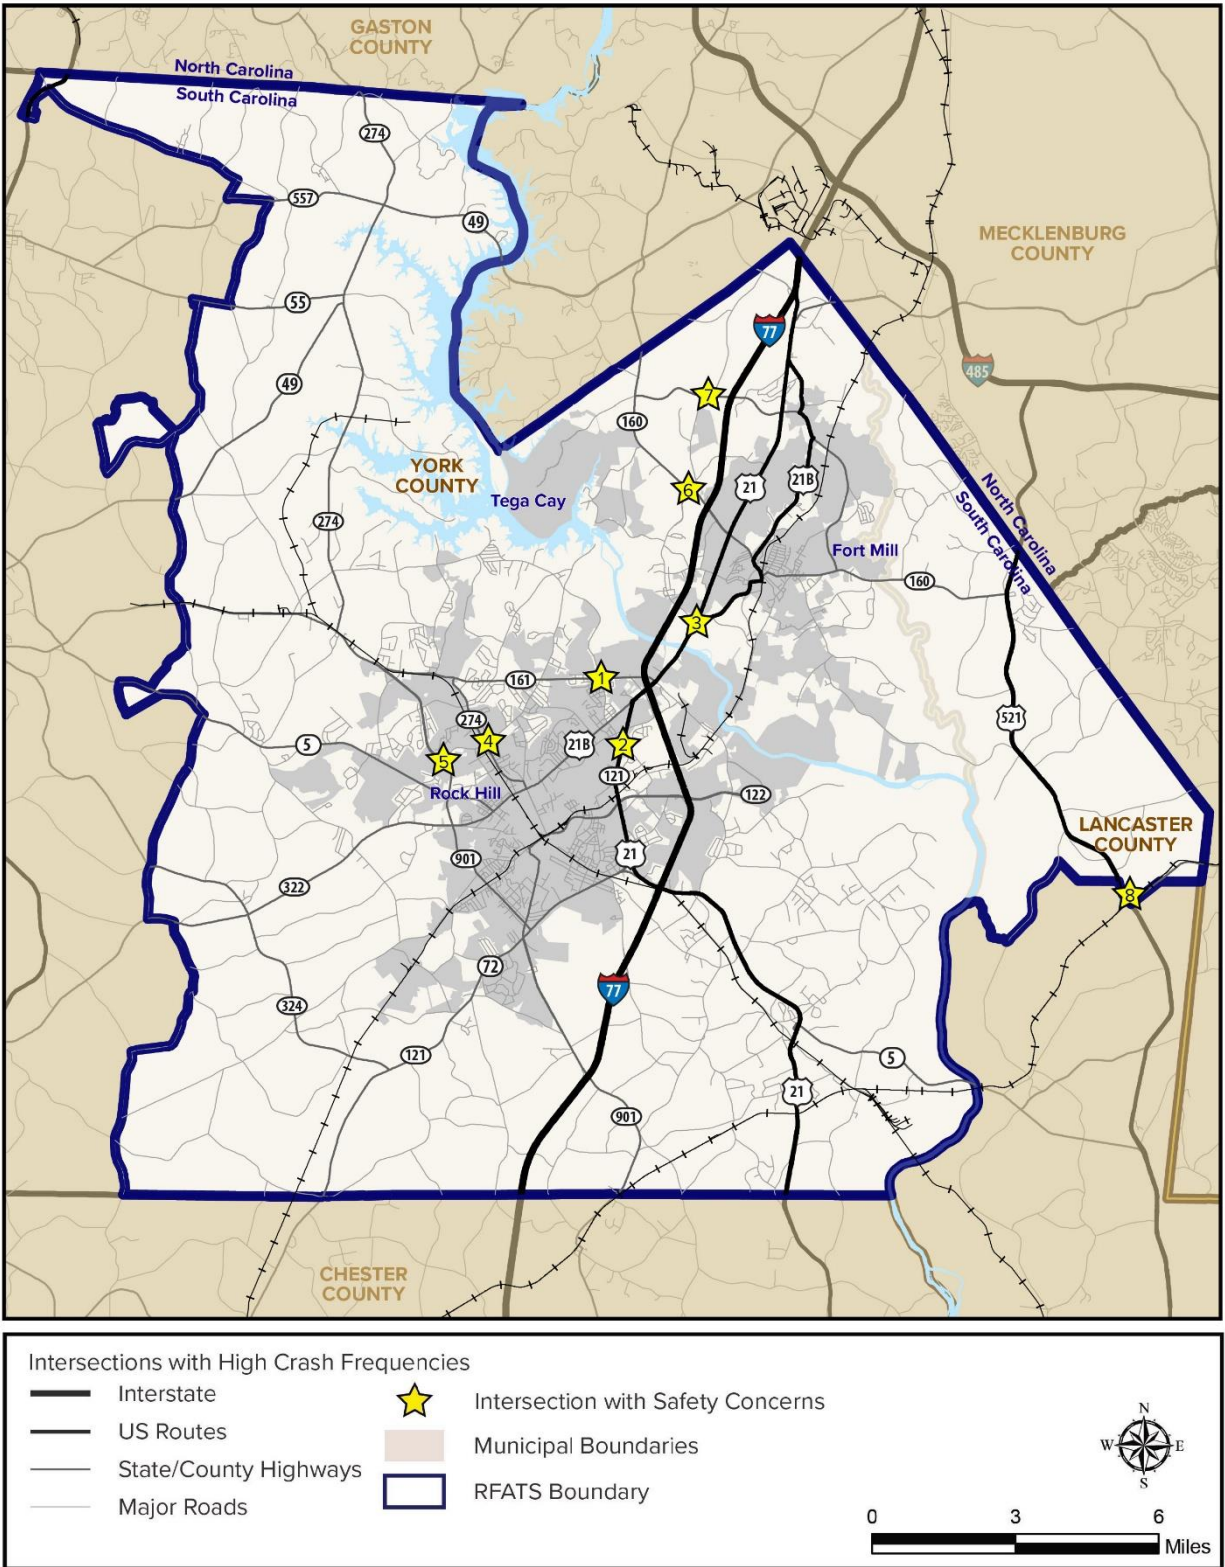 GASTON
COUNTY
North Carolina
South Carolina
274
557
49
MECKLENBURG
COUNTY
55
77
485
49
7
160
YORK
COUNTY
6
21
21B
Tega Cay
North Carolina
South Carolina
274
Fort Mill
160
3
1
161
521
274
4
21B
2
5
5
121
Rock Hill
122
LANCASTER
COUNTY
21
901
322
8
72
77
324
121
5
21
901
CHESTER
COUNTY
Intersections with High Crash Frequencies
Interstate
US Routes
State/County Highways
Major Roads
Intersection with Safety Concerns
Municipal Boundaries
RFATS Boundary
N
W
E
S
0 3 6
Miles